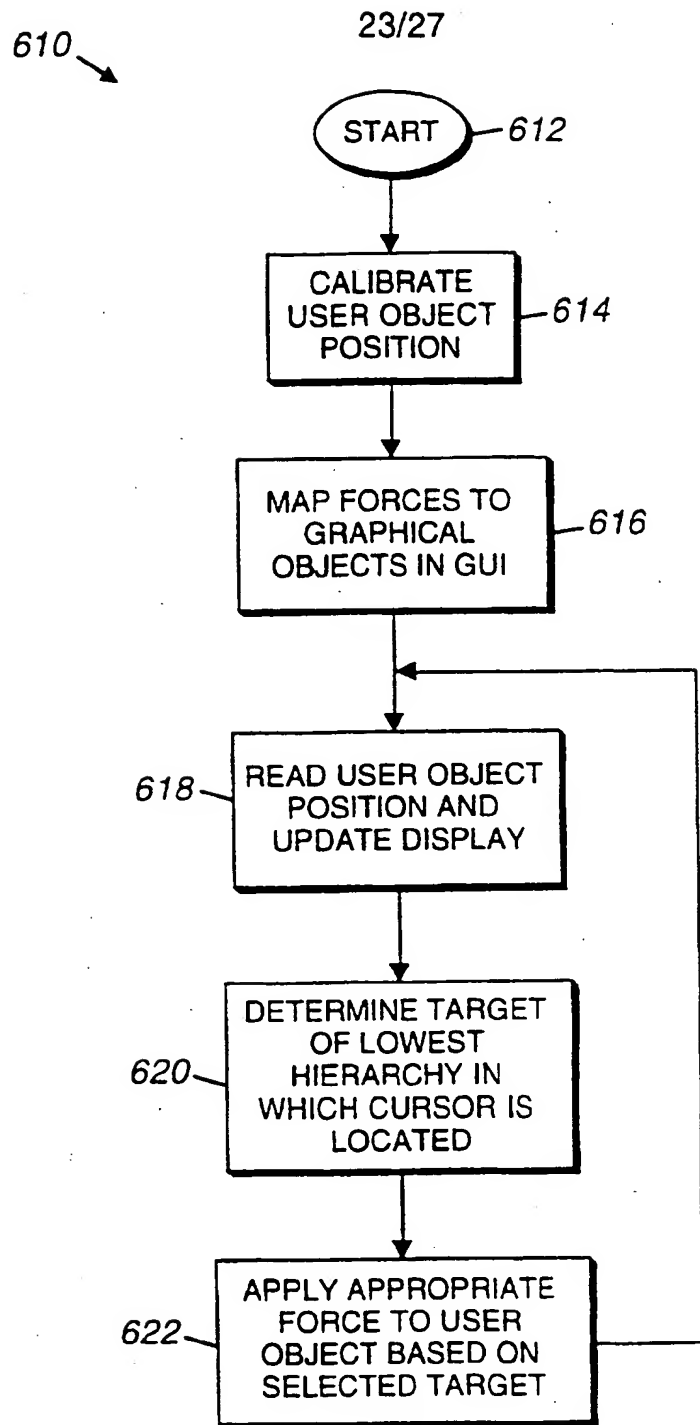 23/27
610
START
612
CALIBRATE
USER OBJECT
POSITION
614
MAP FORCES TO
GRAPHICAL
OBJECTS IN GUI
616
READ USER OBJECT
POSITION AND
UPDATE DISPLAY
618
DETERMINE TARGET
OF LOWEST
HIERARCHY IN
WHICH CURSOR IS
LOCATED
620
APPLY APPROPRIATE
FORCE TO USER
OBJECT BASED ON
SELECTED TARGET
622